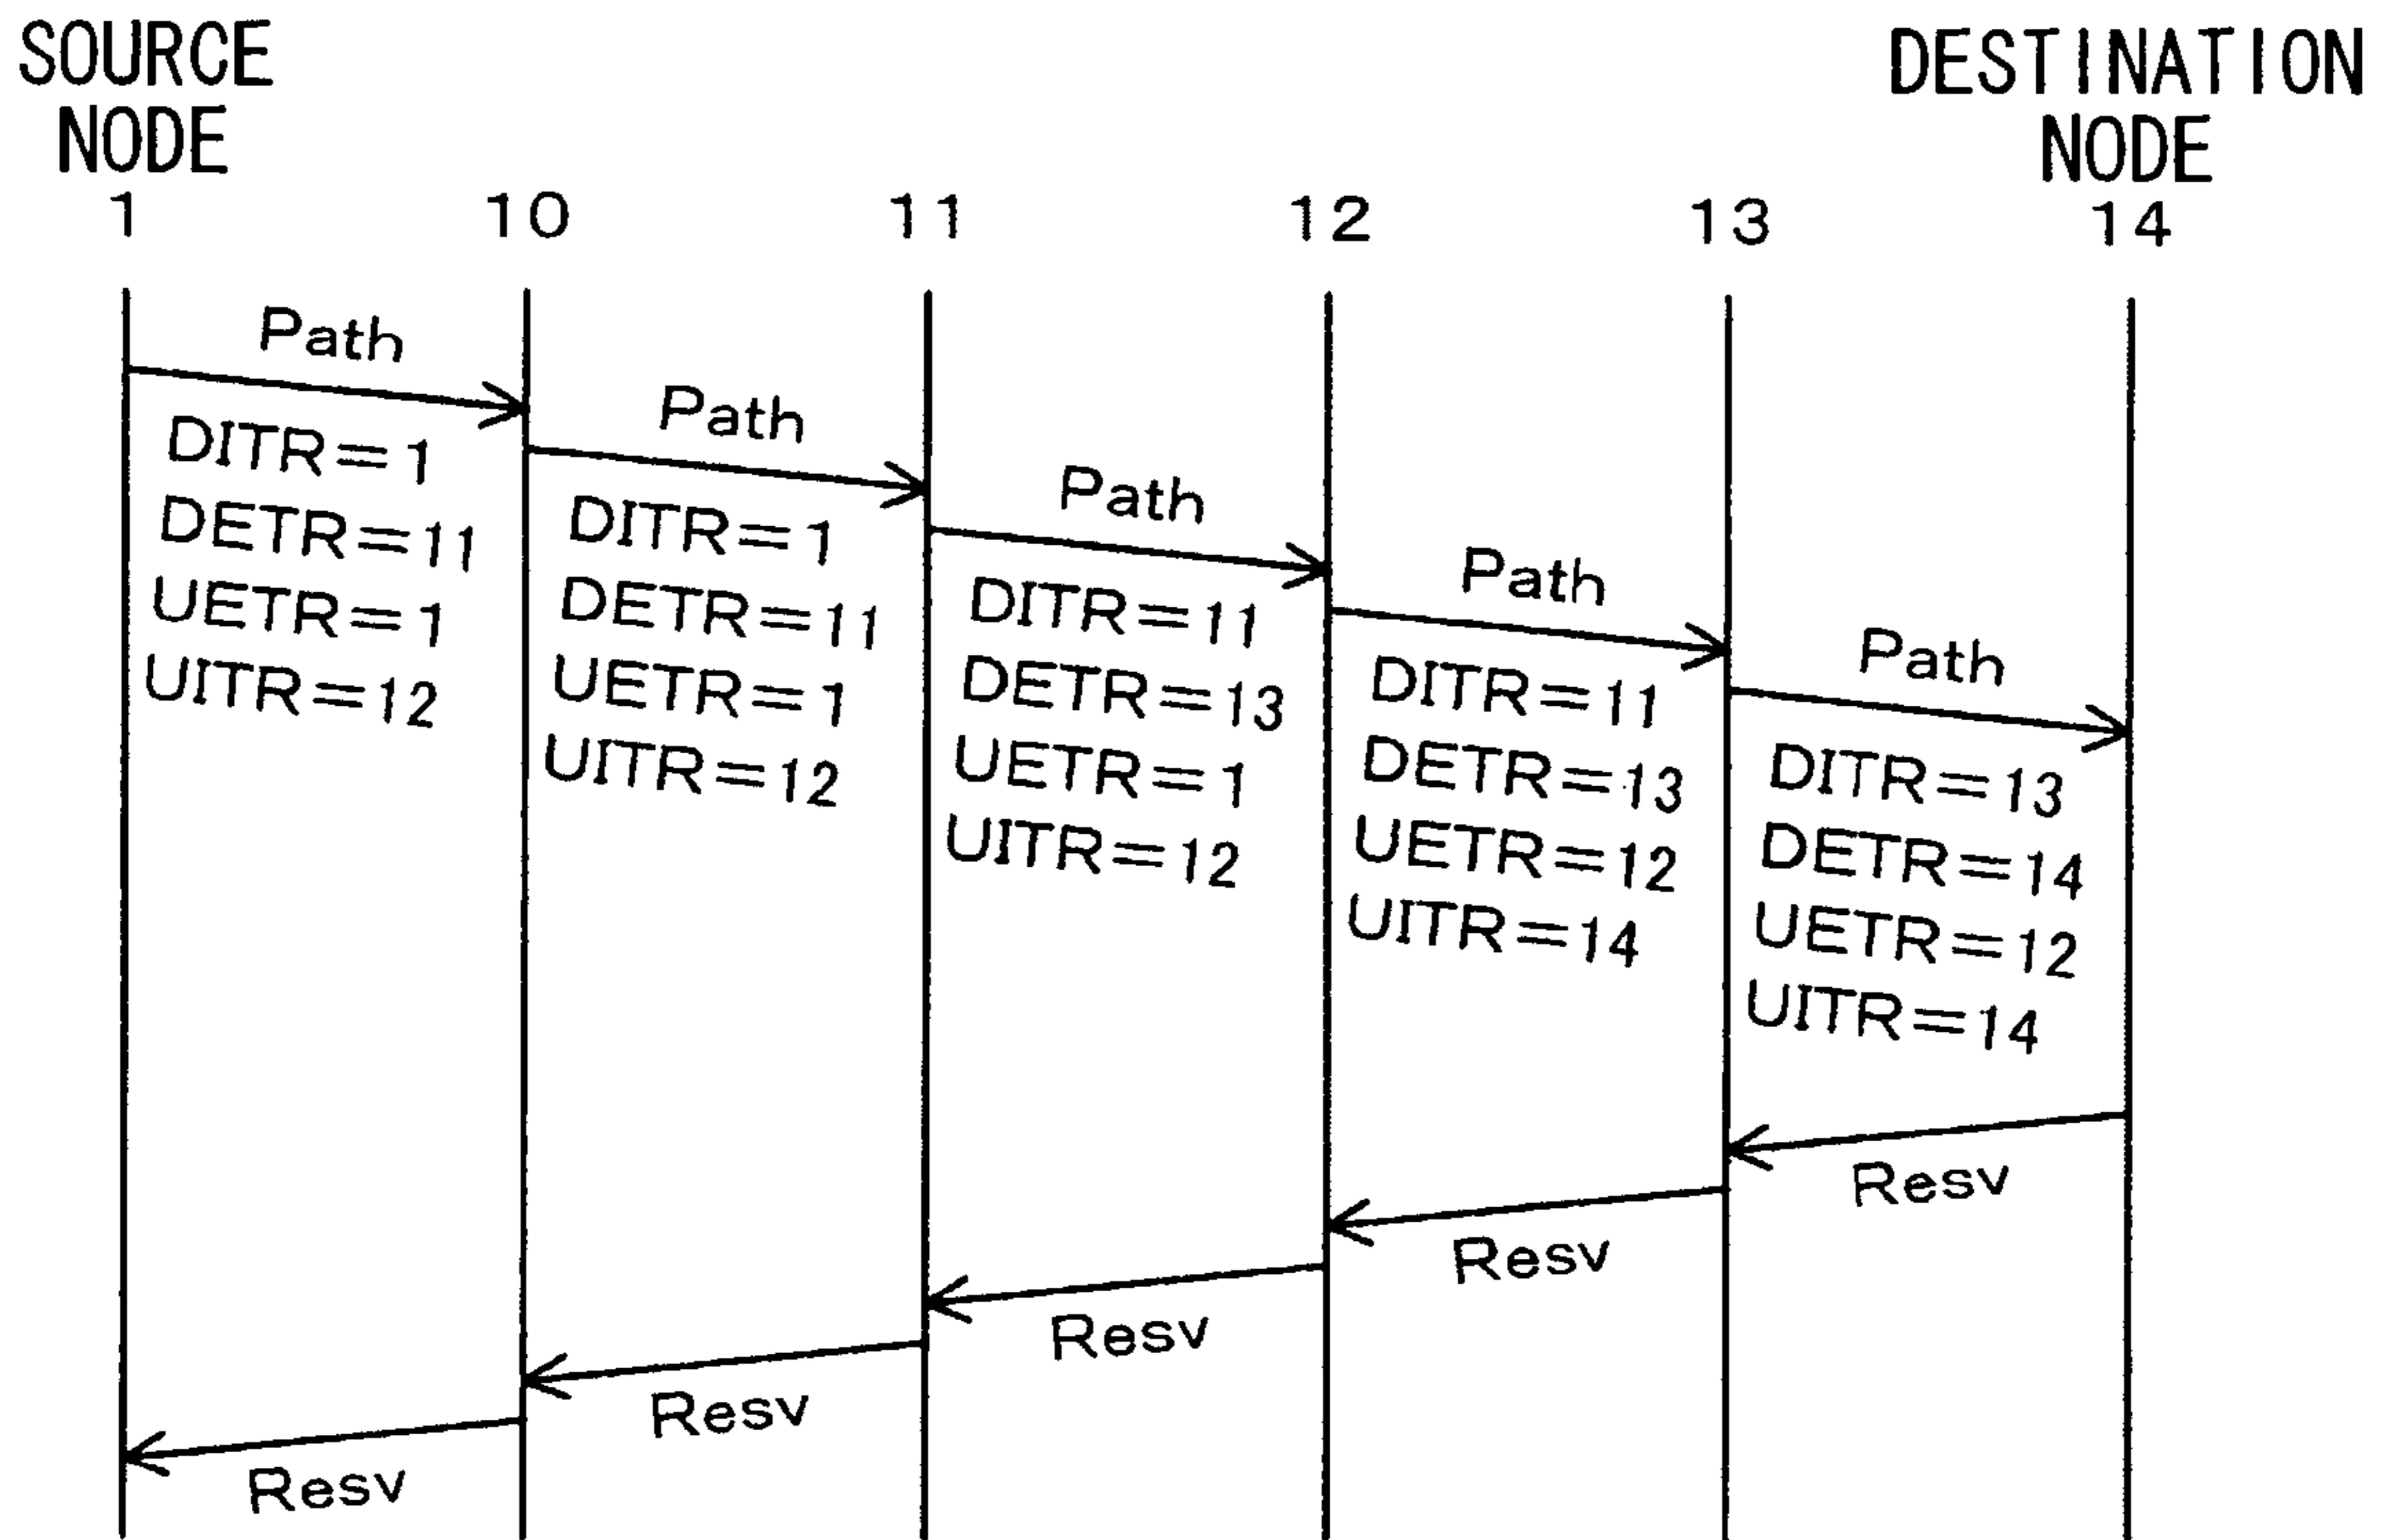 SOURCE
NODE
DESTINATION
NODE
1
10
11
12
13
14
Path
DITR=1
DETR=11
UETR=1
UITR=12
Path
DITR=1
DETR=11
UETR=1
UITR=12
Path
DITR=11
DETR=13
UETR=1
UITR=12
Path
DITR=11
DETR=13
UETR=12
UITR=14
Path
DITR=13
DETR=14
UETR=12
UITR=14
Resv
Resv
Resv
Resv
Resv